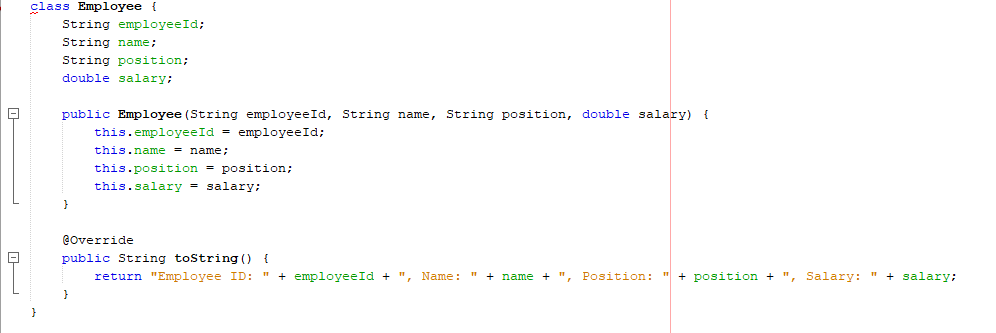 class Employee {
    String employeeId;
    String name;
    String position;
    double salary;

    public Employee(String employeeId, String name, String position, double salary) {
        this.employeeId = employeeId;
        this.name = name;
        this.position = position;
        this.salary = salary;
    }

    @Override
    public String toString() {
        return "Employee ID: " + employeeId + ", Name: " + name + ", Position: " + position + ", Salary: " + salary;
    }
}